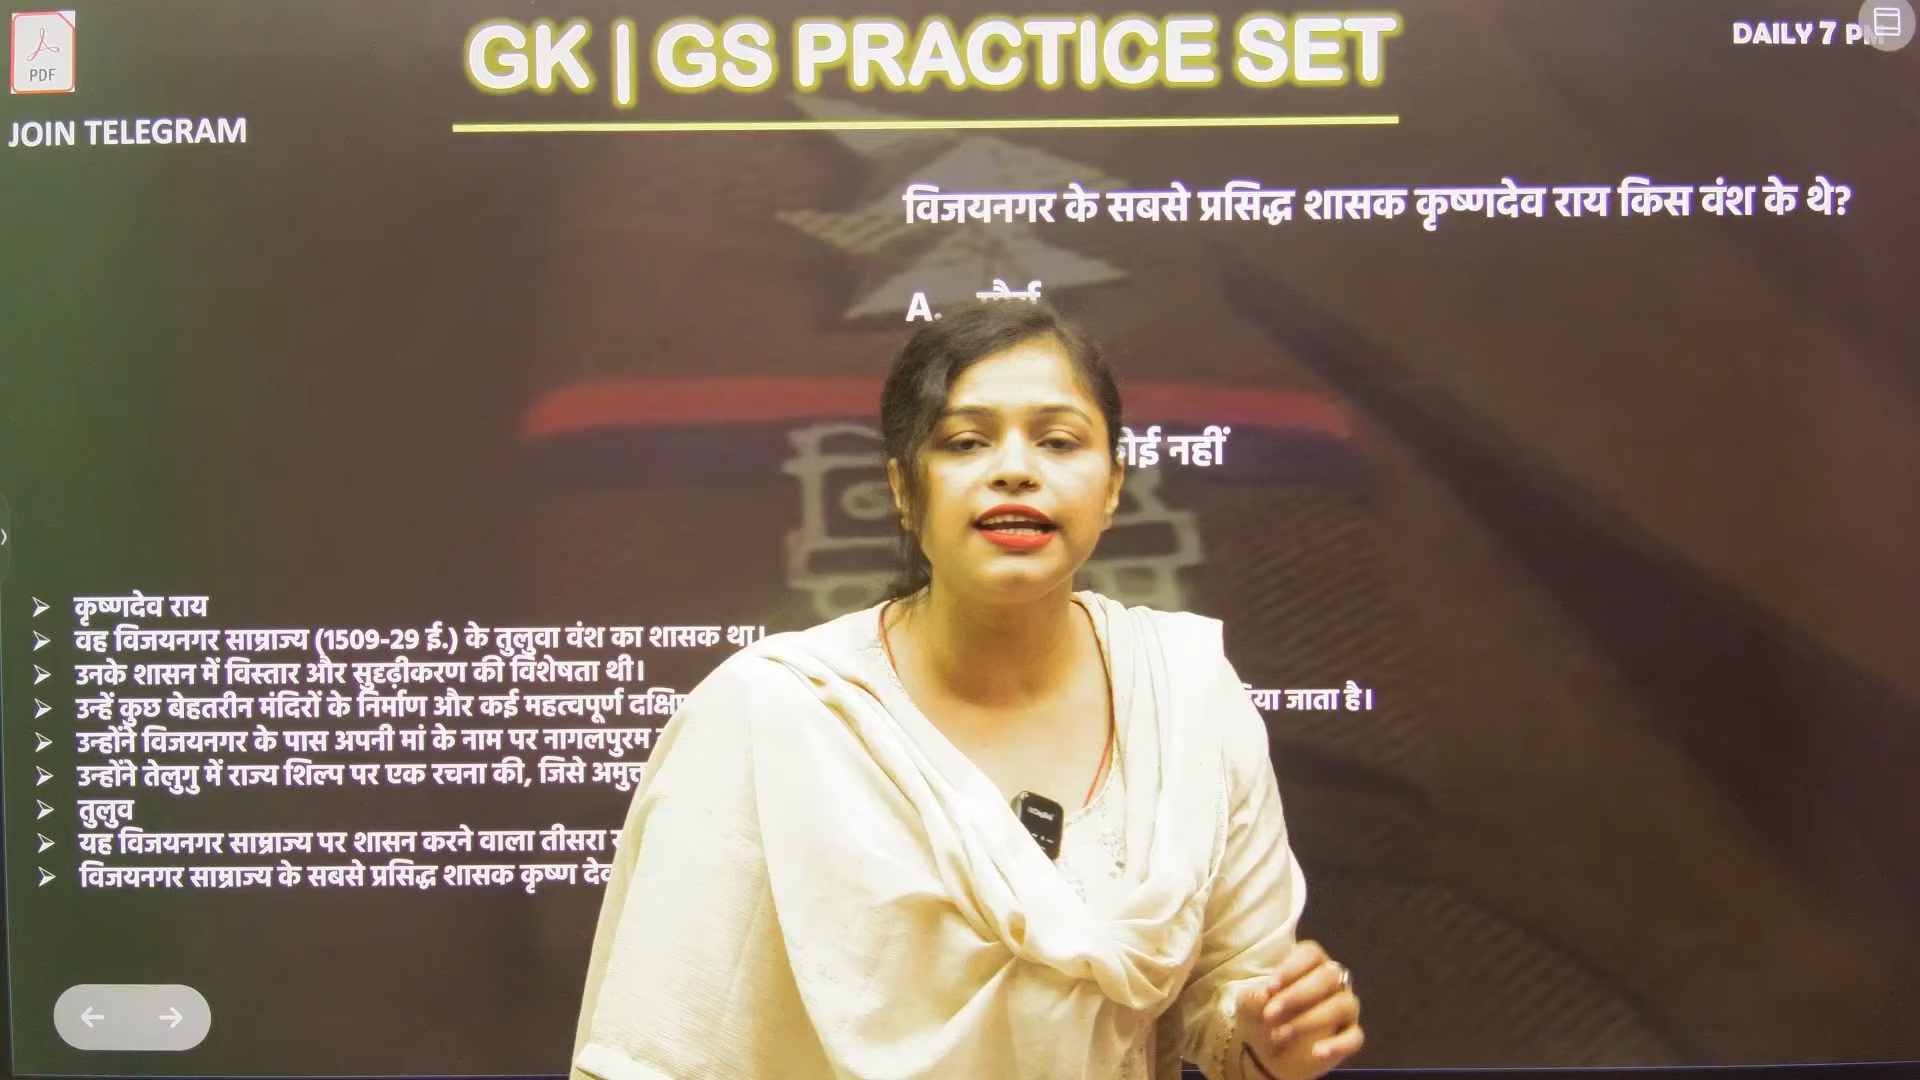 PDF
GK | GS PRACTICE SET
DAILY 7
JOIN TELEGRAM
विजयनगर के सबसे प्रसिद्ध शासक कृष्णदेव राय किस वंश के थे?
A.
नहीं
➢ कृष्णदेव राय
➢ वह विजयनगर साम्राज्य (1509-29 ई.) के तुलुवा वंश का शासक था।
➢ उनके शासन में विस्तार और सुदृढ़ीकरण की विशेषता थी।
➢ उन्हें कुछ बेहतरीन मंदिरों के निर्माण और कई महत्वपूर्ण जाता है।
➢ उन्होंने विजयनगर के पास अपनी मां के नाम पर नागलपुरम
➢ उन्होंने तेलुगु में राज्य शिल्प पर एक रचना की, जिसे
➢ तुलुव
➢ यह विजयनगर साम्राज्य पर शासन करने वाला तीसरा
➢ विजयनगर साम्राज्य के सबसे प्रसिद्ध शासक कृष्ण